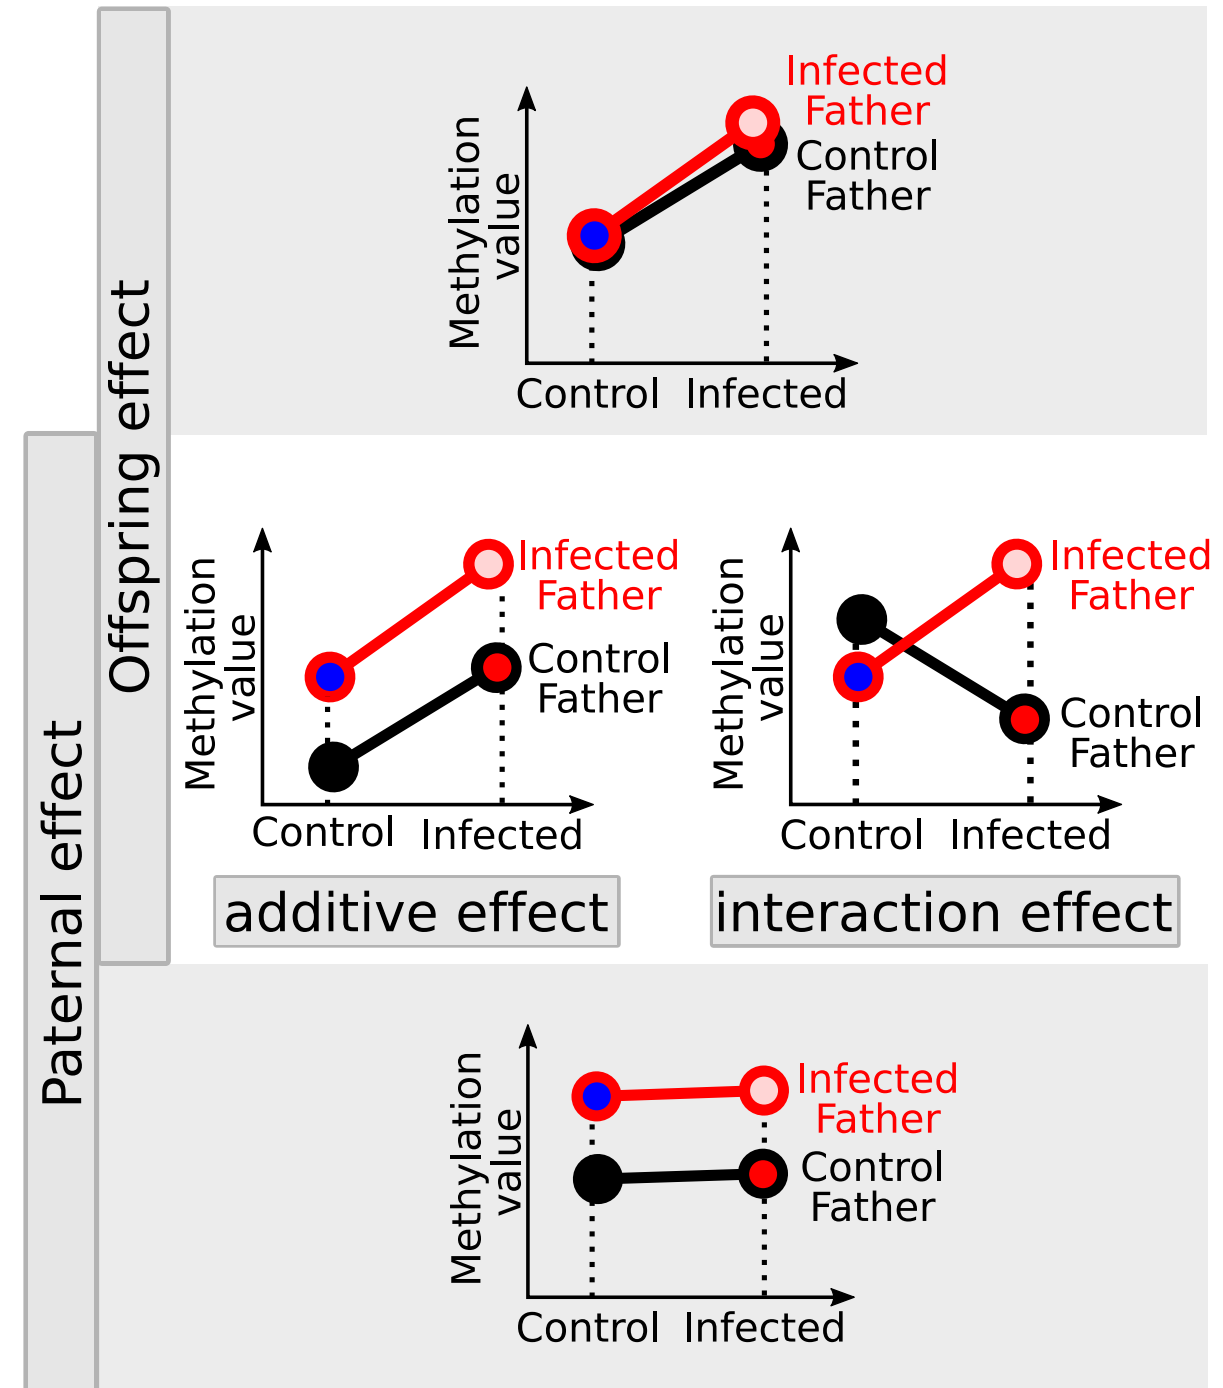 Offspring effect
Paternal effect
Methylation
value
Infected
Father
Control
Father
Control
Infected
Methylation
value
Infected
Father
Control
Father
Control
Infected
additive effect
Methylation
value
Infected
Father
Control
Father
Control
Infected
interaction effect
Methylation
value
Infected
Father
Control
Father
Control
Infected